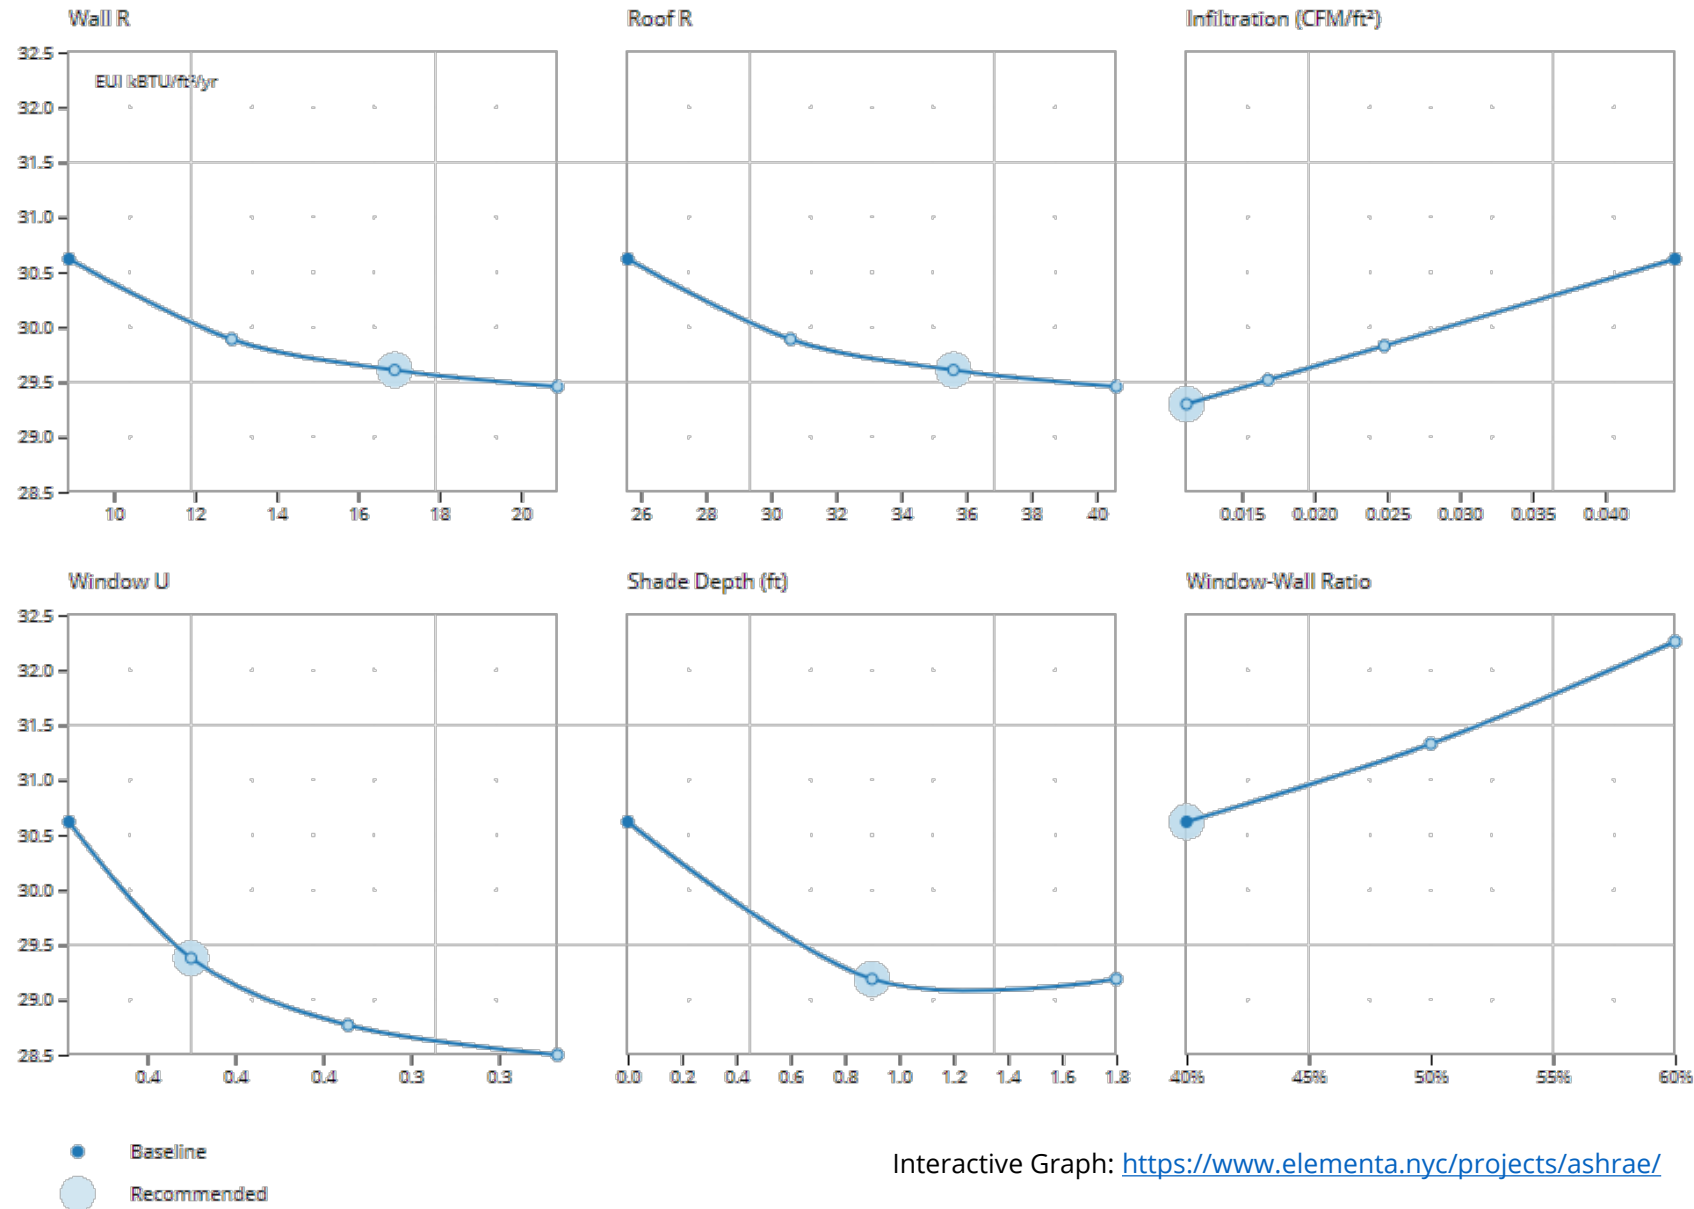 Wall R
Roof R
Infiltration (CFM/ft²)
EUI kBTU/ft²/yr
32.5
32.0
31.5
31.0
30.5
30.0
29.5
29.0
28.5
10 12 14 16 18 20
26 28 30 32 34 36 38 40
0.015 0.020 0.025 0.030 0.035 0.040
Window U
Shade Depth (ft)
Window-Wall Ratio
32.5
32.0
31.5
31.0
30.5
30.0
29.5
29.0
28.5
0.4 0.4 0.4 0.3 0.3
0.0 0.2 0.4 0.6 0.8 1.0 1.2 1.4 1.6 1.8
40% 45% 50% 55% 60%
Baseline
Recommended
Interactive Graph: https://www.elementa.nyc/projects/ashrae/